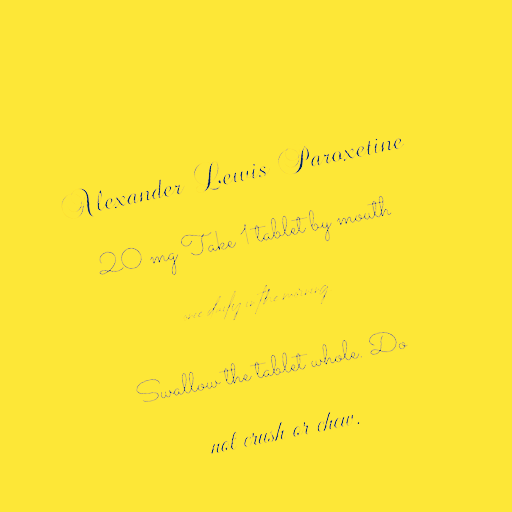 Alexander Lewis Paroxetine
20 mg Take 1 tablet by mouth
once daily in the morning
Swallow the tablet whole. Do
not crush or chew.